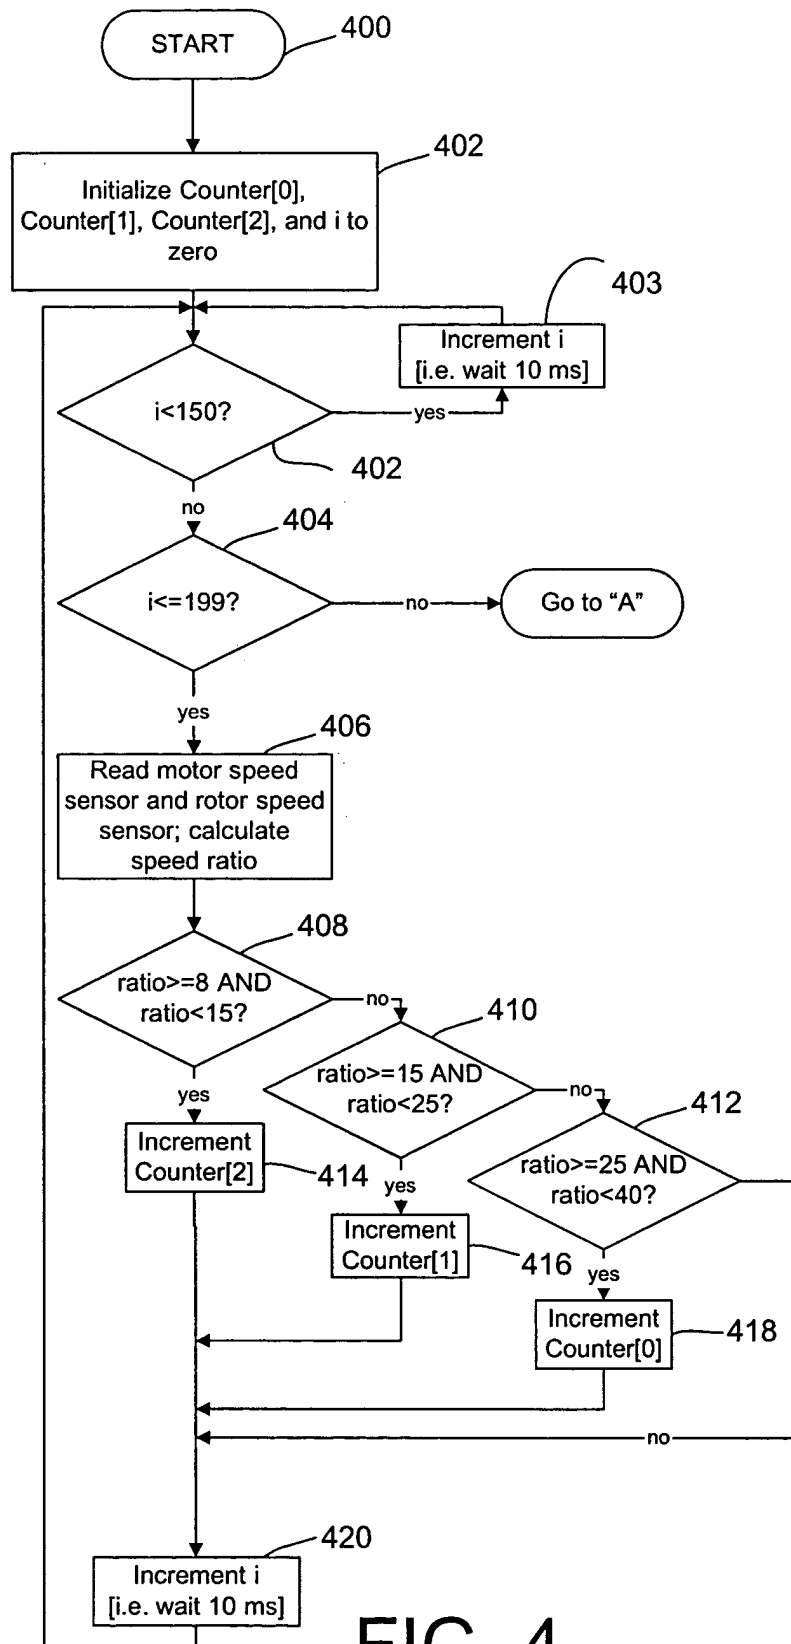 START
400
402
Initialize Counter[0],
Counter[1], Counter[2], and i to
zero
403
Increment i
[i.e. wait 10 ms]
i<150?
yes
402
no
404
i<=199?
no
Go to “A”
yes
406
Read motor speed
sensor and rotor speed
sensor; calculate
speed ratio
408
ratio>=8 AND
ratio<15?
no
410
yes
ratio>=15 AND
ratio<25?
no
412
Increment
Counter[2]
414
yes
ratio>=25 AND
ratio<40?
Increment
Counter[1]
416
yes
Increment
Counter[0]
418
no
420
Increment i
[i.e. wait 10 ms]
FIG. 4